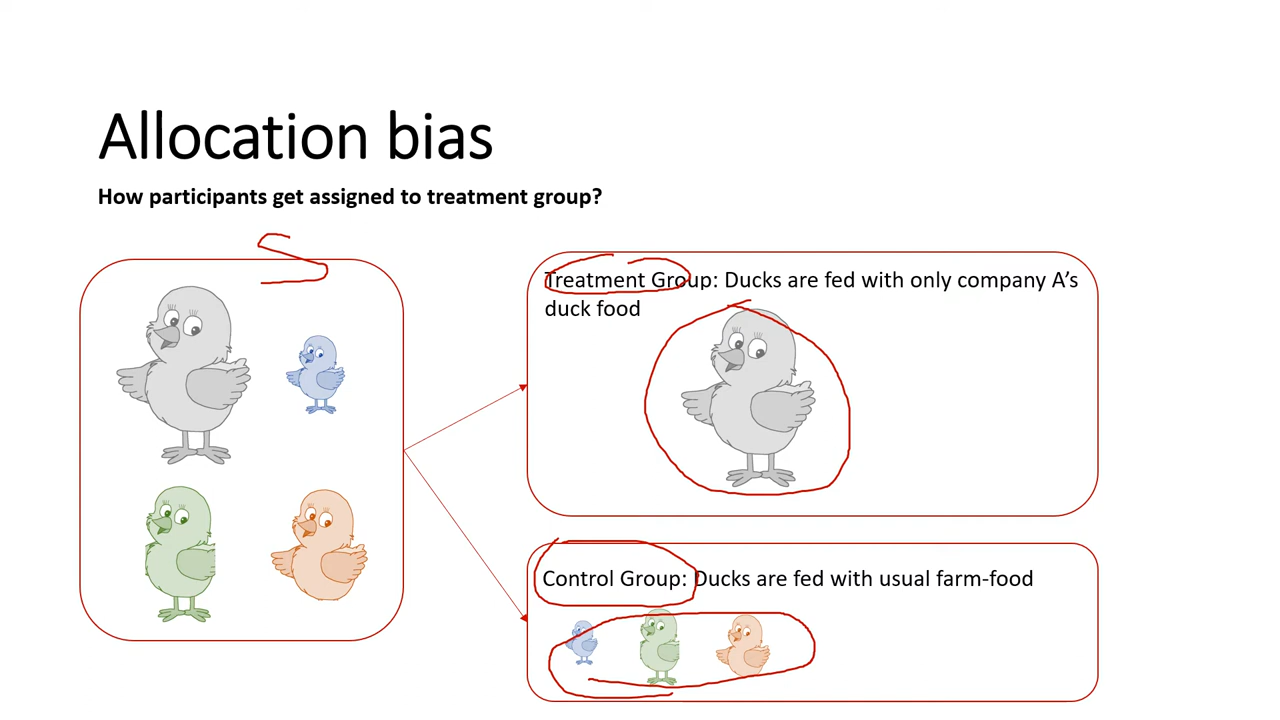 Allocation bias
How participants get assigned to treatment group?
S
Treatment Group: Ducks are fed with only company A's
duck food
Control Group: Ducks are fed with usual farm-food